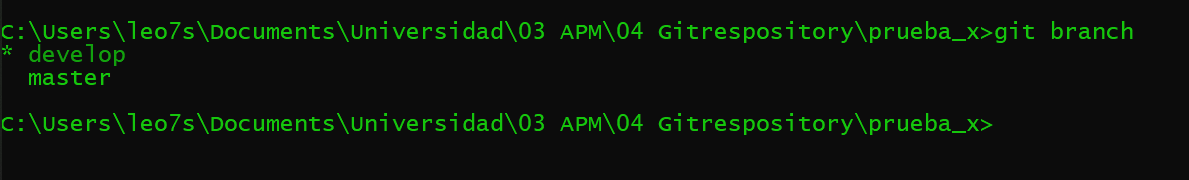 C:\Users\leo7s\Documents\Universidad\03 APM\04 Gitrespository\prueba_x>git branch
* develop
  master
C:\Users\leo7s\Documents\Universidad\03 APM\04 Gitrespository\prueba_x>